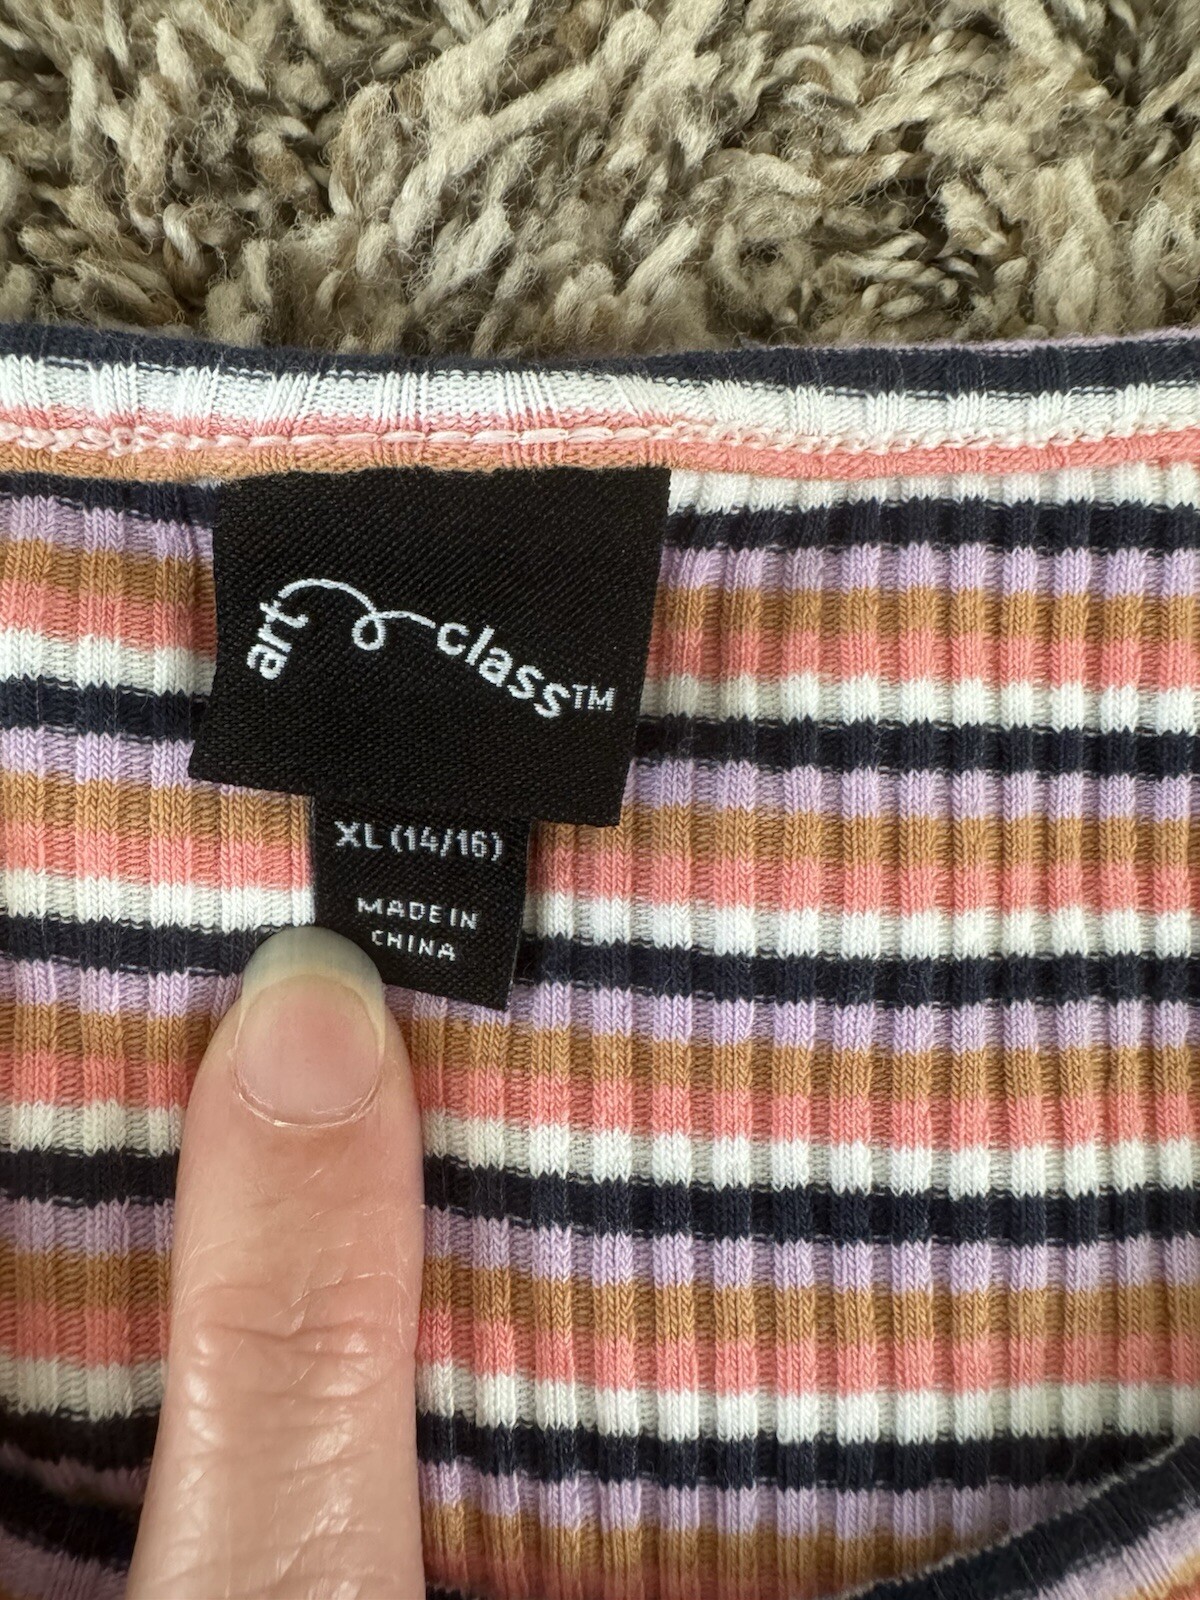 art class™
XL (14/16)
MADE IN
CHINA